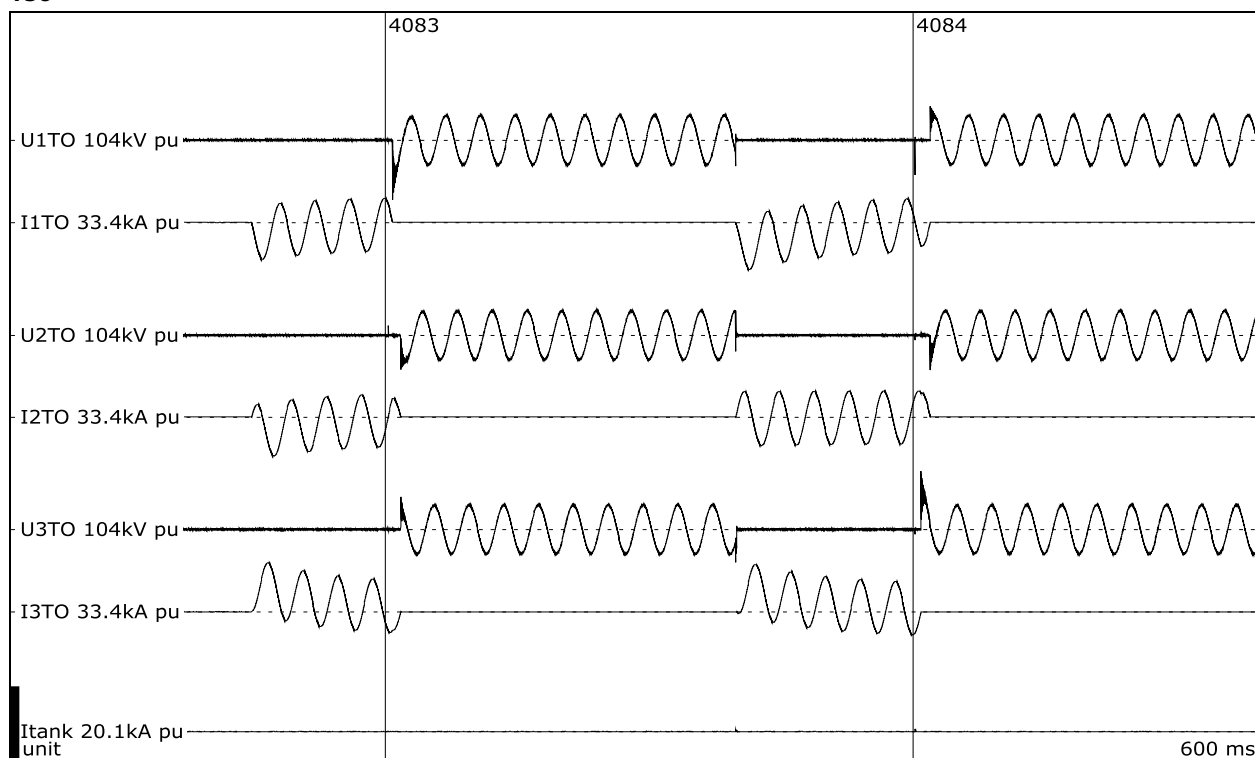 4083
4084
U1TO 104kV pu
I1TO 33.4kA pu
U2TO 104kV pu
I2TO 33.4kA pu
U3TO 104kV pu
I3TO 33.4kA pu
Itank 20.1kA pu
unit
600 ms